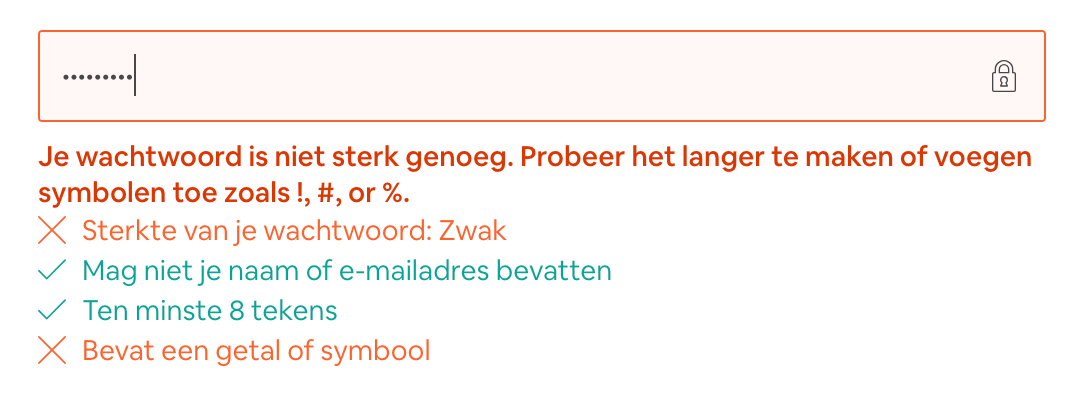 •••••••••
Je wachtwoord is niet sterk genoeg. Probeer het langer te maken of voegen
symbolen toe zoals !, #, or %.
Sterkte van je wachtwoord: Zwak
Mag niet je naam of e-mailadres bevatten
Ten minste 8 tekens
Bevat een getal of symbool